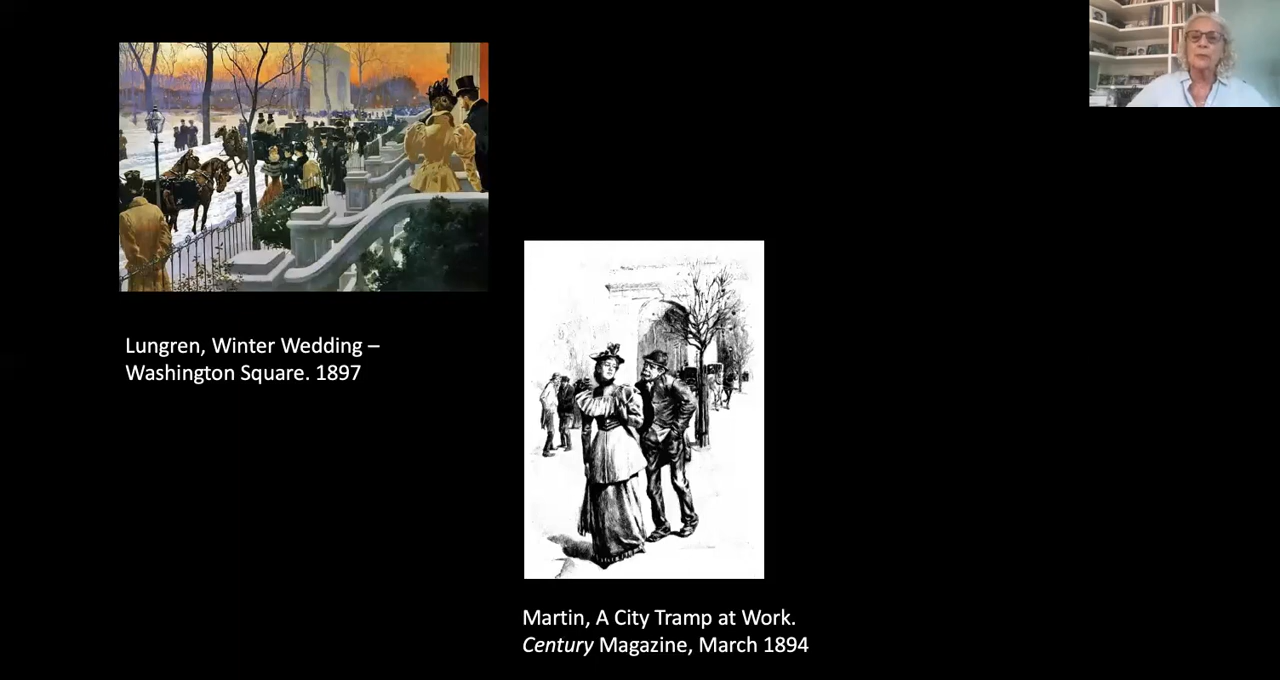 Lungren, Winter Wedding –
Washington Square. 1897
Martin, A City Tramp at Work.
Century Magazine, March 1894